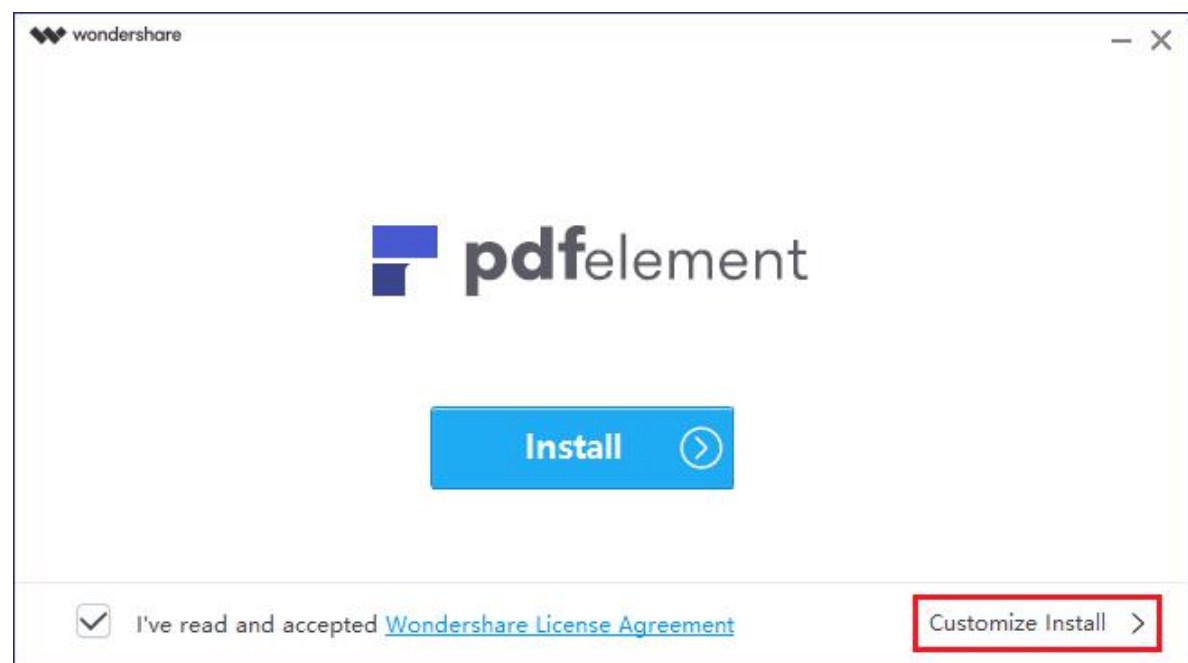 wondershare
pdfelement
Install
I've read and accepted Wondershare License Agreement
Customize Install